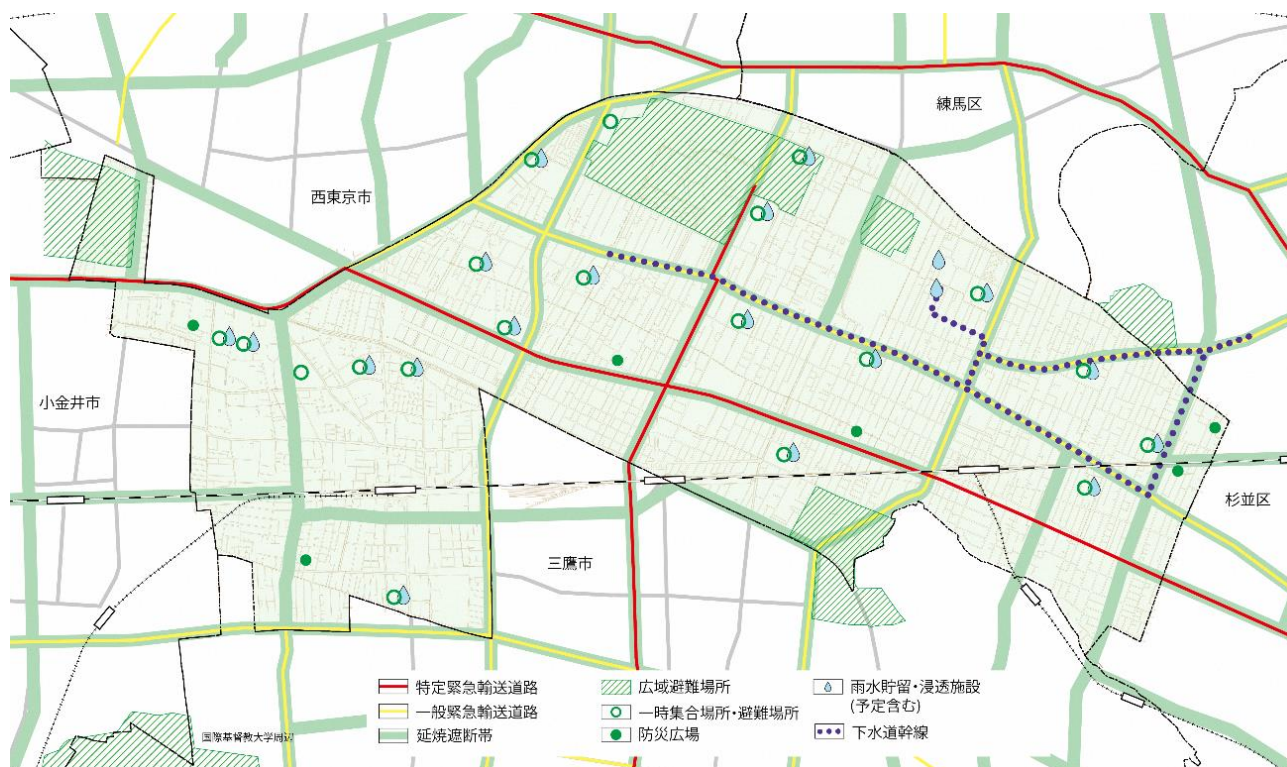 練馬区
西東京市
小金井市
杉並区
三鷹市
国際基督教大学周辺
特定緊急輸送道路
一般緊急輸送道路
延焼遮断帯
広域避難場所
一時集合場所・避難場所
防災広場
雨水貯留・浸透施設
(予定含む)
下水道幹線